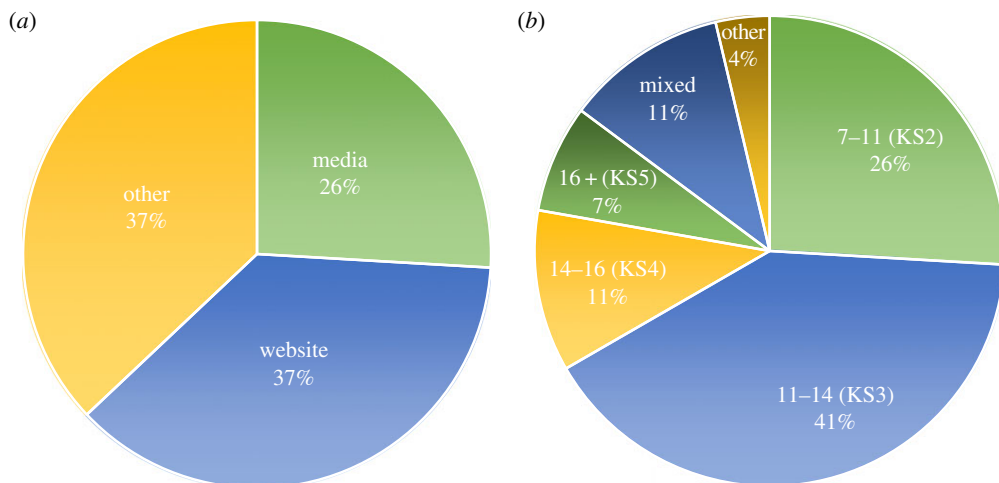 (a)
media
26%
website
37%
other
37%
(b)
7–11 (KS2)
26%
11–14 (KS3)
41%
14–16 (KS4)
11%
16 + (KS5)
7%
mixed
11%
other
4%